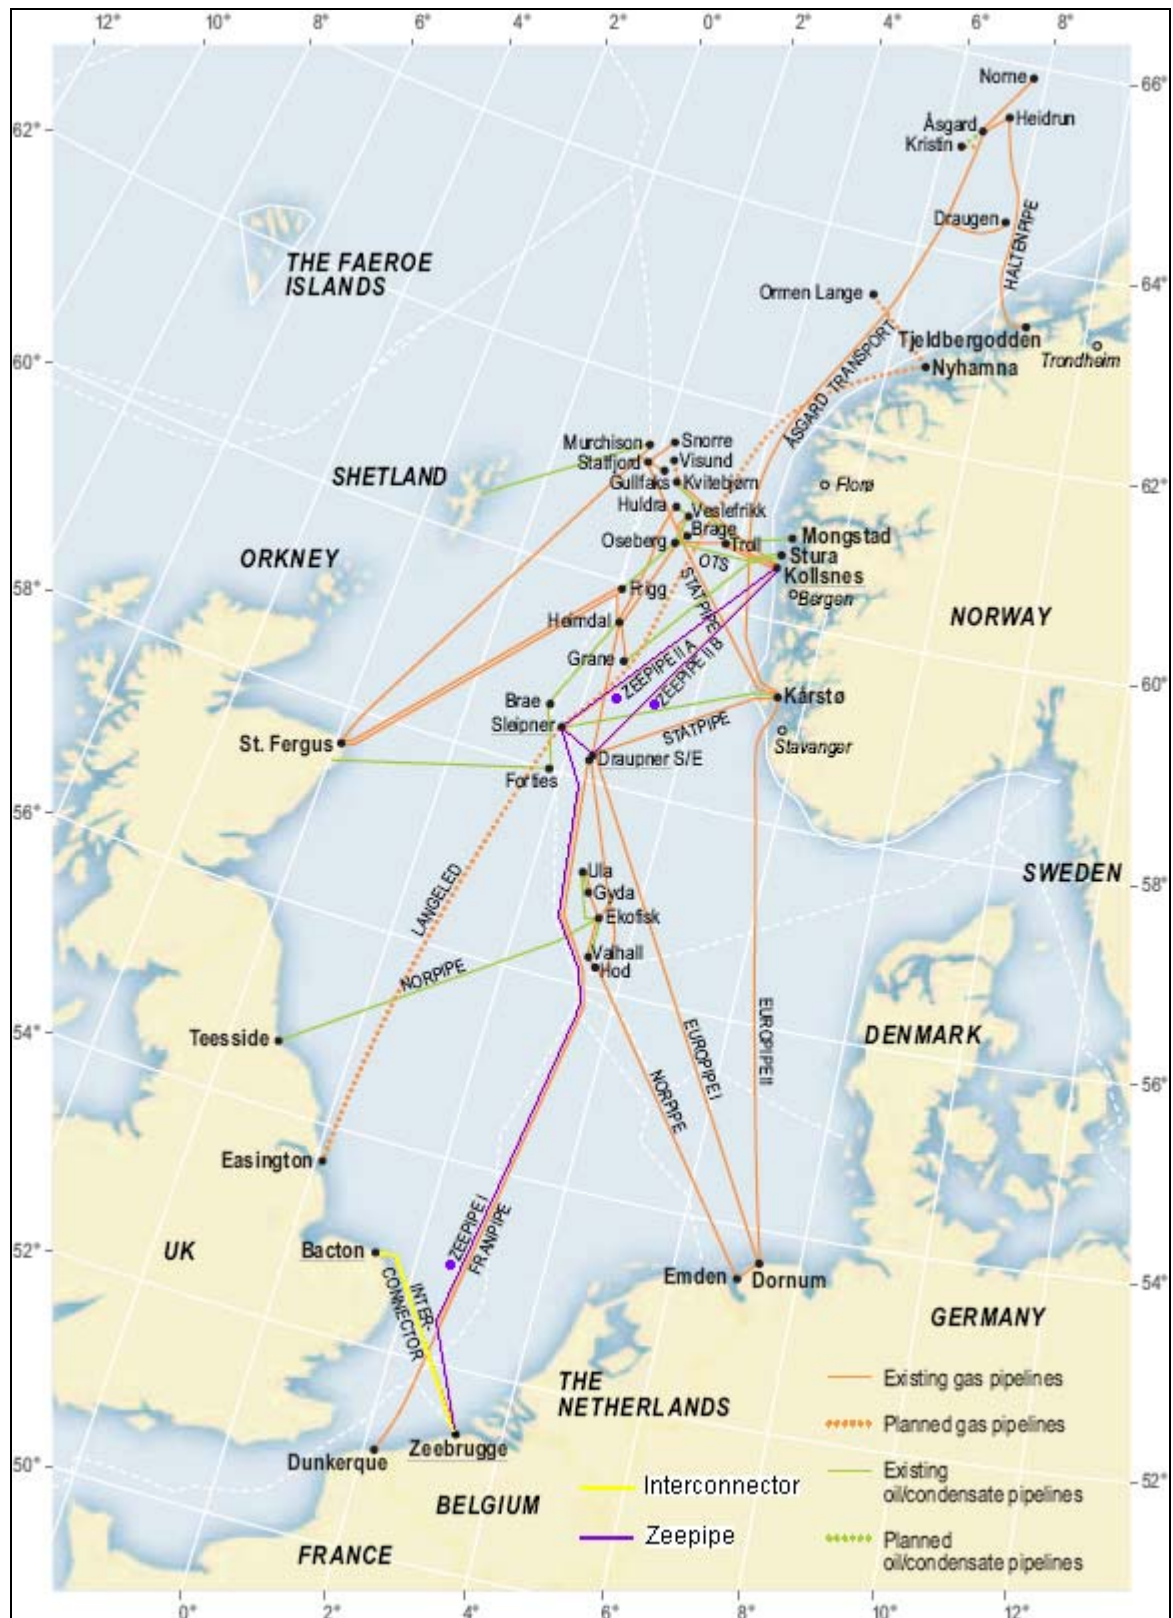 12° 8° 6° 4° 2° 0° 2° 4° 6° 8°
66°
Norne
Heidrun
Åsgard
Kristin
62°
Draugen
HALTENPIPE
THE FAEROE
ISLANDS
Ormen Lange
64°
Tjeldbergodden
Trondheim
Nyhamna
60°
ÅSGARD TRANSPORT
Murchison
Snorre
Statfjord
Visund
SHETLAND
Gullfaks
Kvitebjørn
Florø
62°
Huldra
Veslefrikk
Brage
Mongstad
Oseberg
Troll
Stura
ORKNEY
OTS
Kollsnes
58°
Frigg
STATPIPE
Bergen
NORWAY
Heimdal
Grane
ZEEPIPE II A
ZEEPIPE II B
Brae
Kårstø
60°
Sleipner
STATPIPE
Stavanger
St. Fergus
Draupner S/E
Forties
56°
Ula
SWEDEN
58°
Gyda
LANGELED
Ekofisk
Valhall
Hod
NORPIPE
54°
Teesside
EUROPIPE I
EUROPIPE II
DENMARK
NORPIPE
56°
Easington
52°
UK
Bacton
ZEEPIPE I
FRANPIPE
INTER-
CONNECTOR
Emden
Dornum
54°
GERMANY
THE
NETHERLANDS
Existing gas pipelines
Planned gas pipelines
50°
Dunkerque
Zeebrugge
Interconnector
Existing
oil/condensate pipelines
52°
BELGIUM
Zeepipe
Planned
oil/condensate pipelines
FRANCE
0° 2° 4° 6° 8° 10° 12°